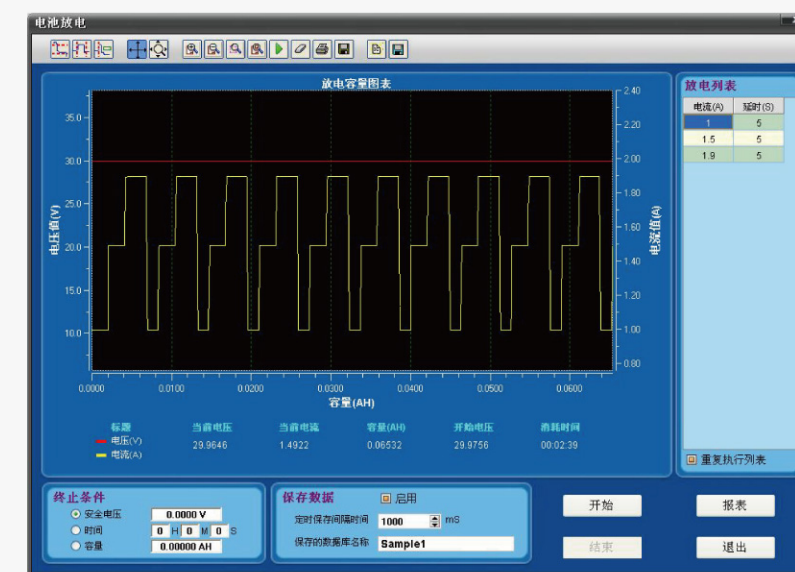 电池放电
放电容量图表
电压值(V)
35.0
30.0
25.0
20.0
15.0
10.0
2.40
2.20
2.00
1.80
1.60
1.40
1.20
1.00
0.80
电流值(A)
0.0000 0.0100 0.0200 0.0300 0.0400 0.0500 0.0600
容量(AH)
标题 当前电压 当前电流 容量(AH) 开始电压 消耗时间
电压(V) 29.9646 1.4922 0.06532 29.9756 00:02:39
电流(A)
放电列表
电流(A) 延时(S)
1 5
1.5 5
1.9 5
重复执行列表
终止条件
安全电压 0.0000 V
时间 0 H 0 M 0 S
容量 0.00000 AH
保存数据 启用
定时保存间隔时间 1000 mS
保存的数据库名称 Sample1
开始 报表
结束 退出